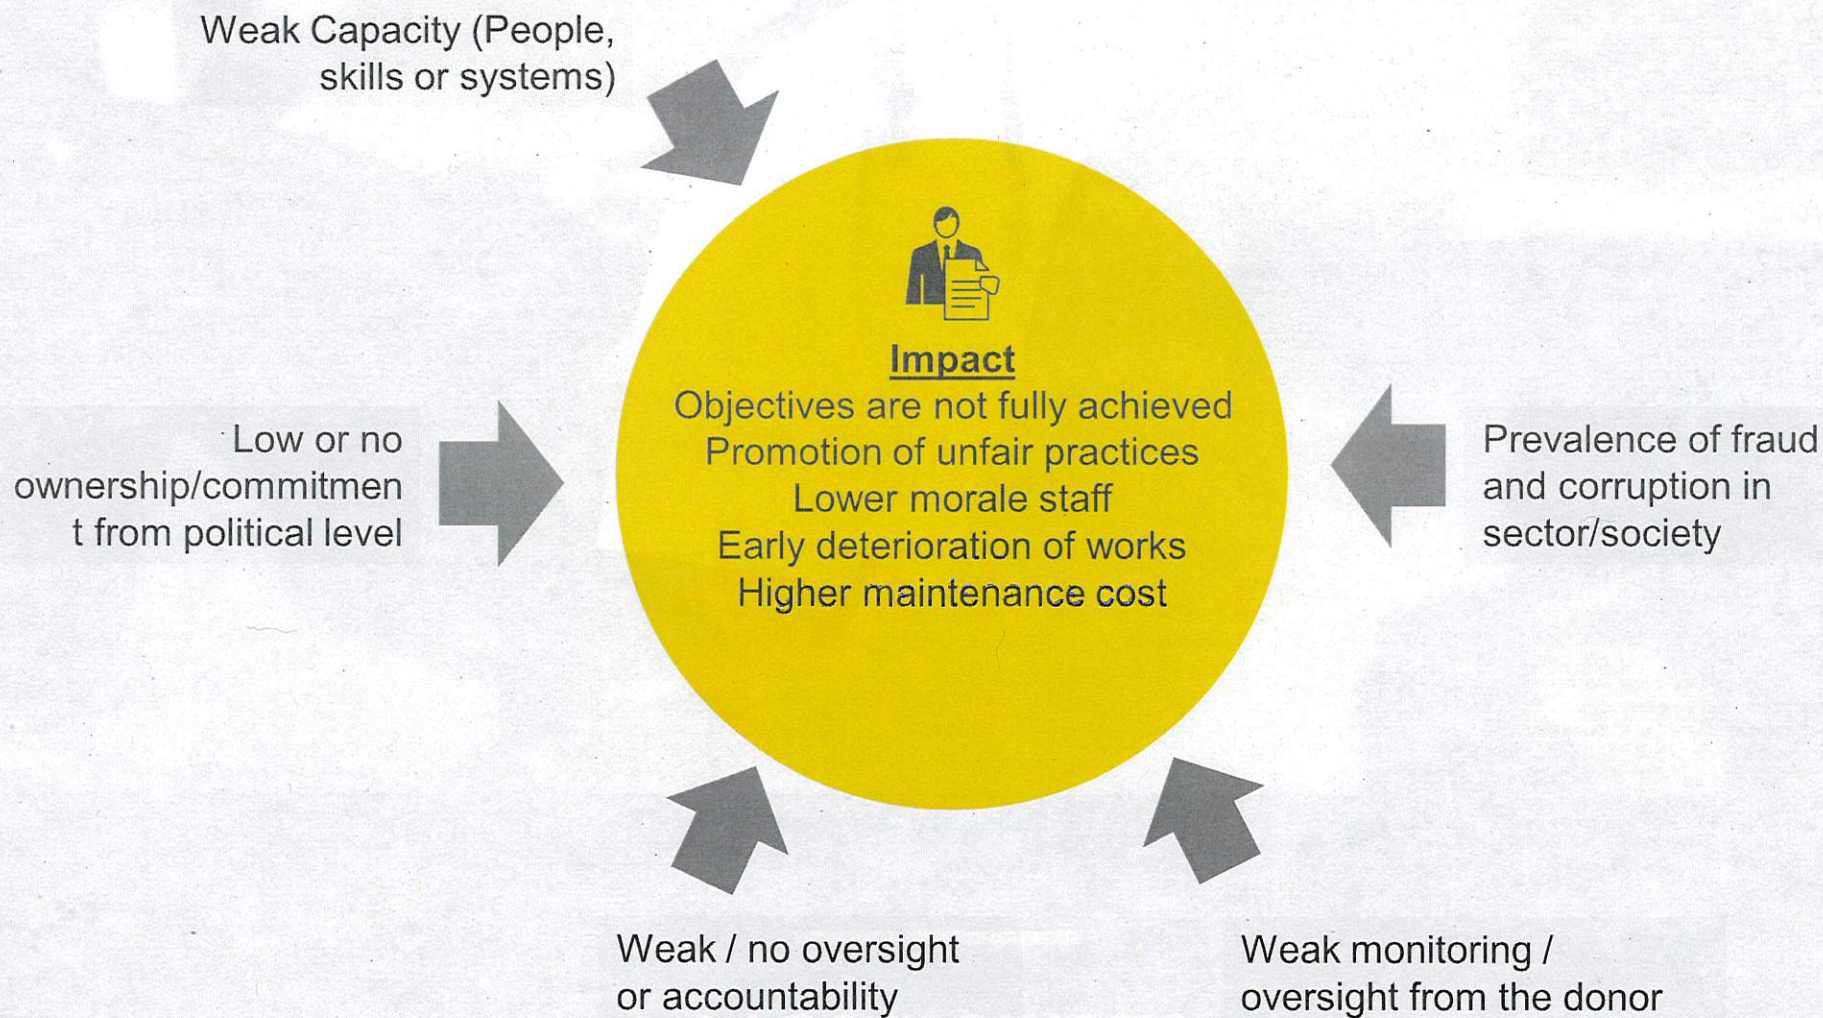 Weak Capacity (People,
skills or systems)
Impact
Objectives are not fully achieved
Promotion of unfair practices
Lower morale staff
Early deterioration of works
Higher maintenance cost
Low or no
ownership/commitmen
t from political level
Prevalence of fraud
and corruption in
sector/society
Weak / no oversight
or accountability
Weak monitoring /
oversight from the donor